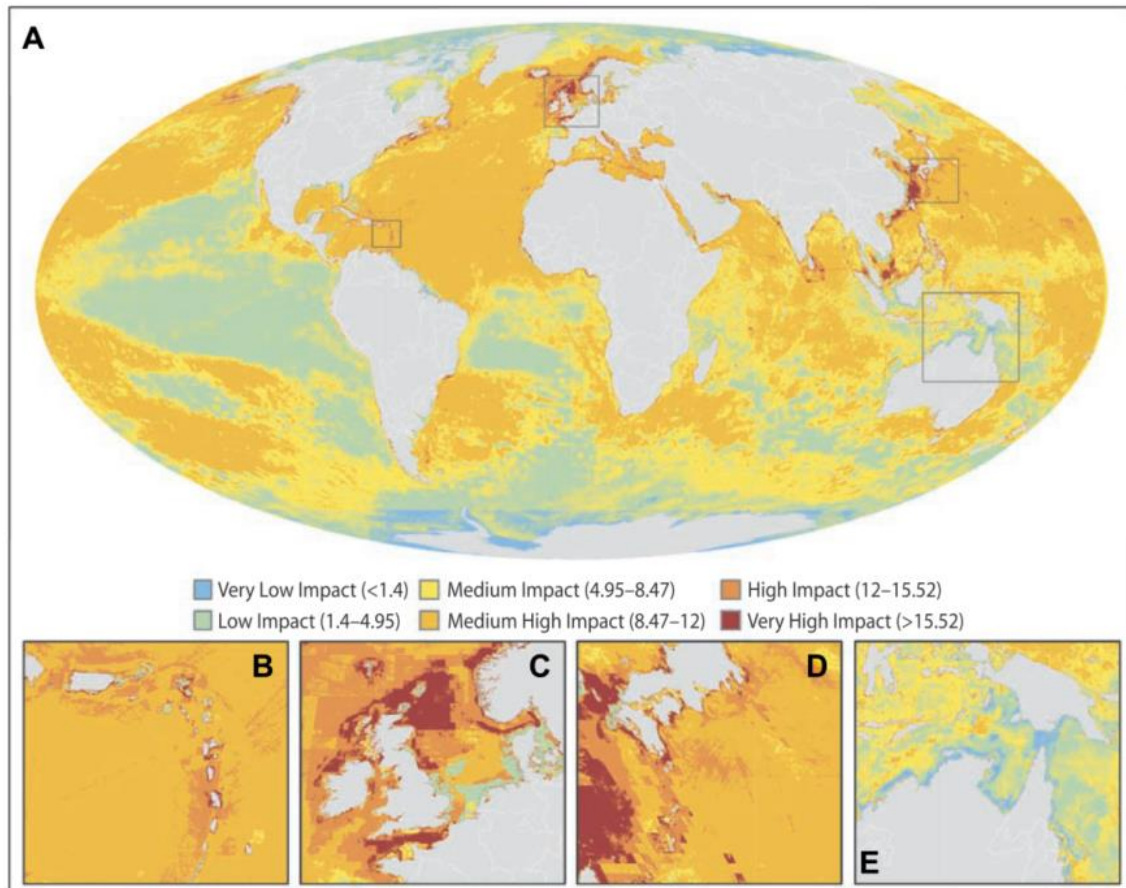 A
Very Low Impact (<1.4)
Medium Impact (4.95–8.47)
High Impact (12–15.52)
Low Impact (1.4–4.95)
Medium High Impact (8.47–12)
Very High Impact (>15.52)
B
C
D
E